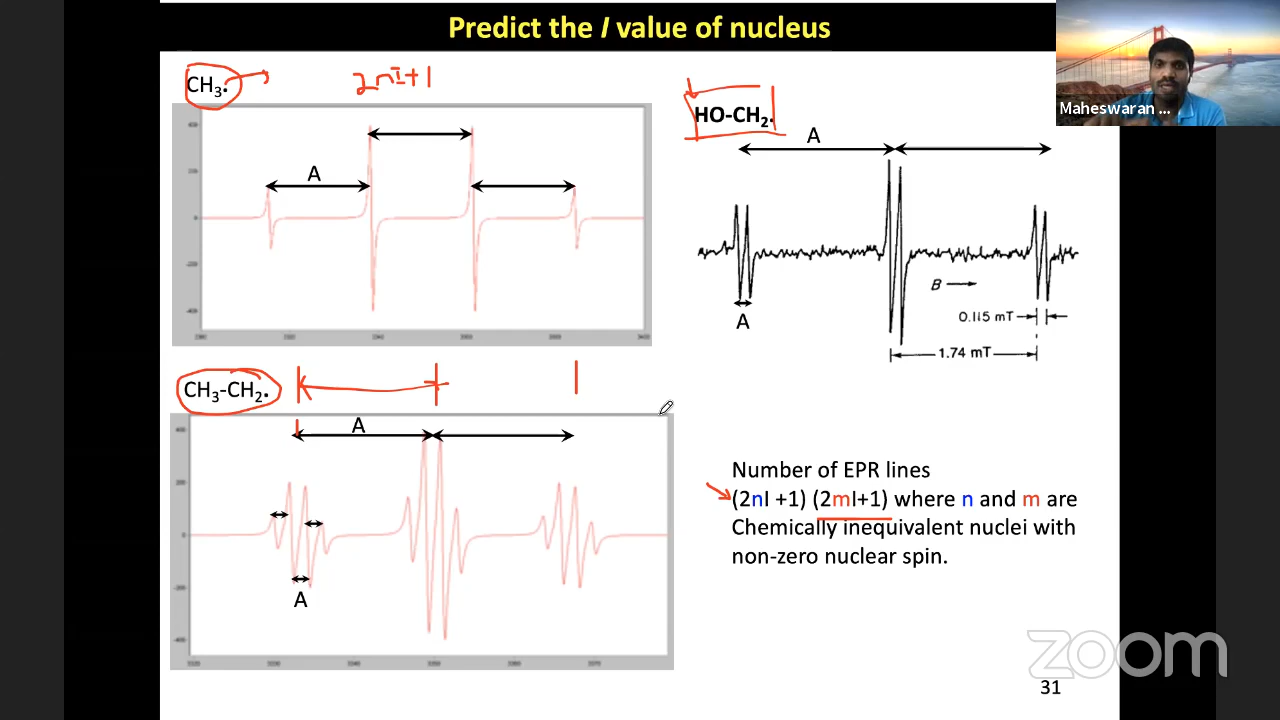 Predict the I value of nucleus
CH3.
2nI+1
A
HO-CH2.
A
B
A
0.115 mT
1.74 mT
CH3-CH2.
A
A
Number of EPR lines
(2nI +1) (2mI+1) where n and m are
Chemically inequivalent nuclei with
non-zero nuclear spin.
Maheswaran ...
zoom
31